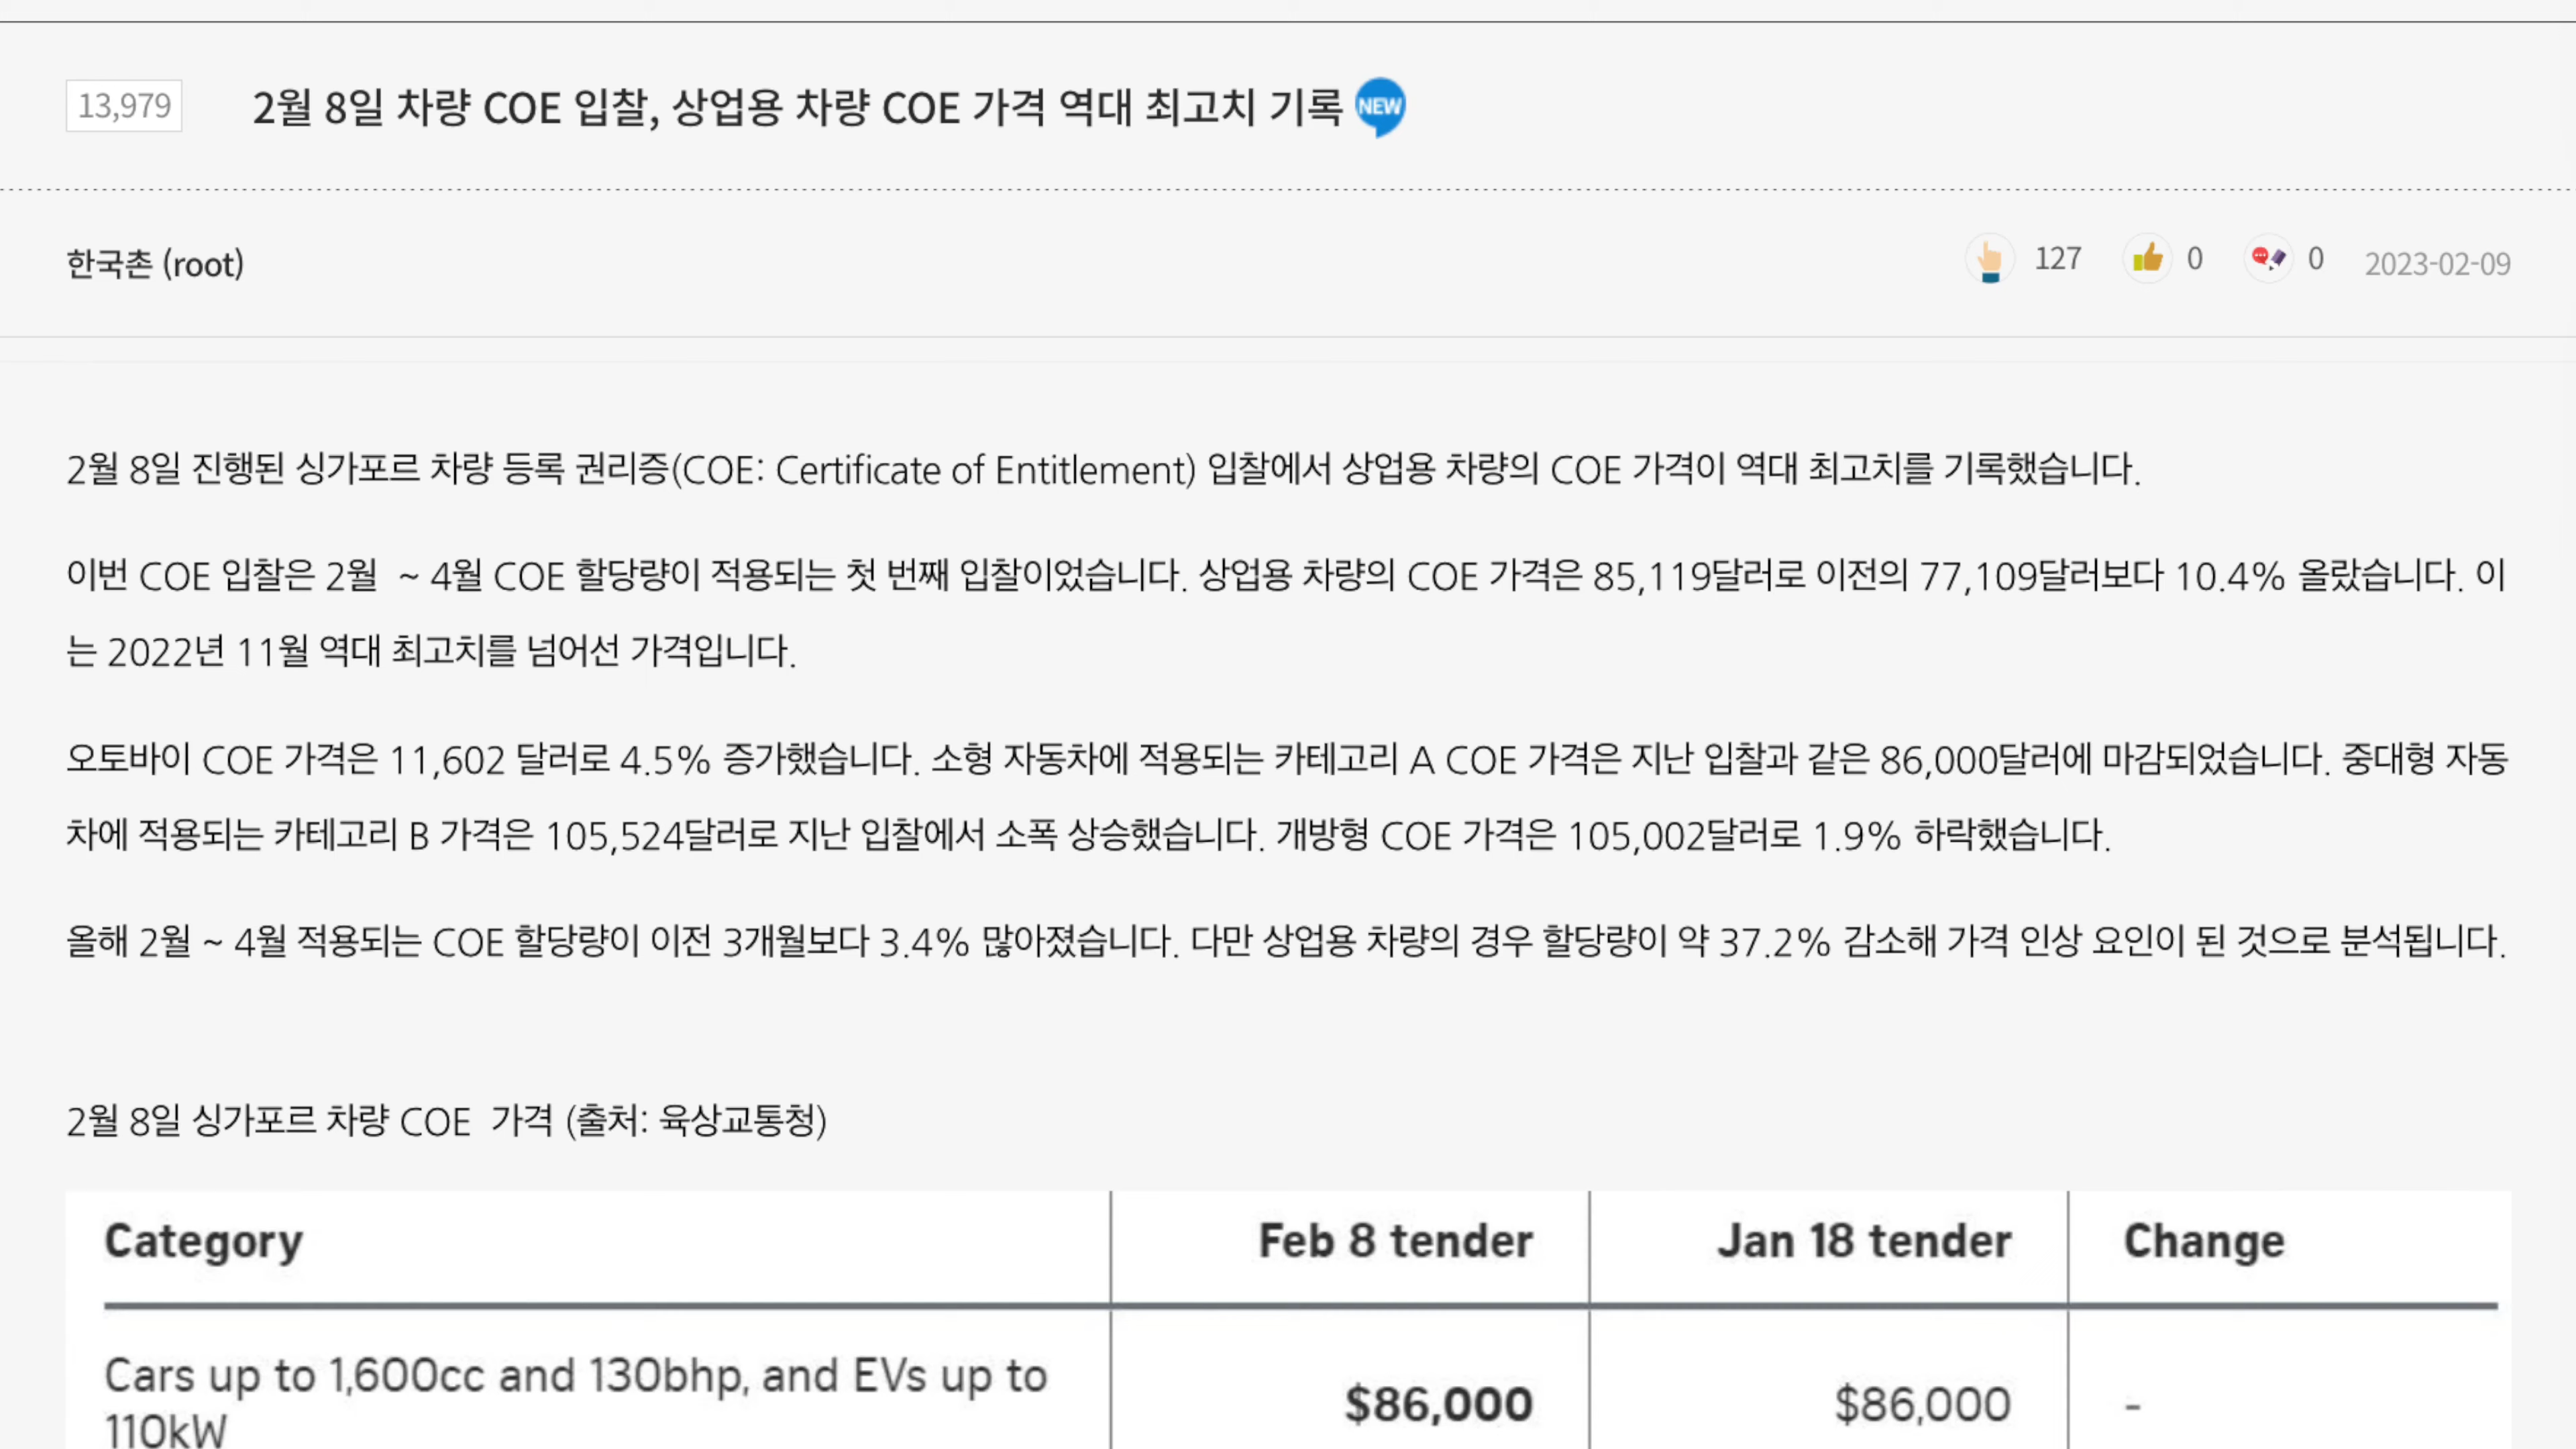 13,979
2월 8일 차량 COE 입찰, 상업용 차량 COE 가격 역대 최고치 기록 NEW
한국촌 (root)
127 0 0 2023-02-09
2월 8일 진행된 싱가포르 차량 등록 권리증(COE: Certificate of Entitlement) 입찰에서 상업용 차량의 COE 가격이 역대 최고치를 기록했습니다.
이번 COE 입찰은 2월 ~ 4월 COE 할당량이 적용되는 첫 번째 입찰이었습니다. 상업용 차량의 COE 가격은 85,119달러로 이전의 77,109달러보다 10.4% 올랐습니다. 이
는 2022년 11월 역대 최고치를 넘어선 가격입니다.
오토바이 COE 가격은 11,602 달러로 4.5% 증가했습니다. 소형 자동차에 적용되는 카테고리 A COE 가격은 지난 입찰과 같은 86,000달러에 마감되었습니다. 중대형 자동
차에 적용되는 카테고리 B 가격은 105,524달러로 지난 입찰에서 소폭 상승했습니다. 개방형 COE 가격은 105,002달러로 1.9% 하락했습니다.
올해 2월 ~ 4월 적용되는 COE 할당량이 이전 3개월보다 3.4% 많아졌습니다. 다만 상업용 차량의 경우 할당량이 약 37.2% 감소해 가격 인상 요인이 된 것으로 분석됩니다.
2월 8일 싱가포르 차량 COE 가격 (출처: 육상교통청)
Category Feb 8 tender Jan 18 tender Change
Cars up to 1,600cc and 130bhp, and EVs up to
110kW $86,000 $86,000 -